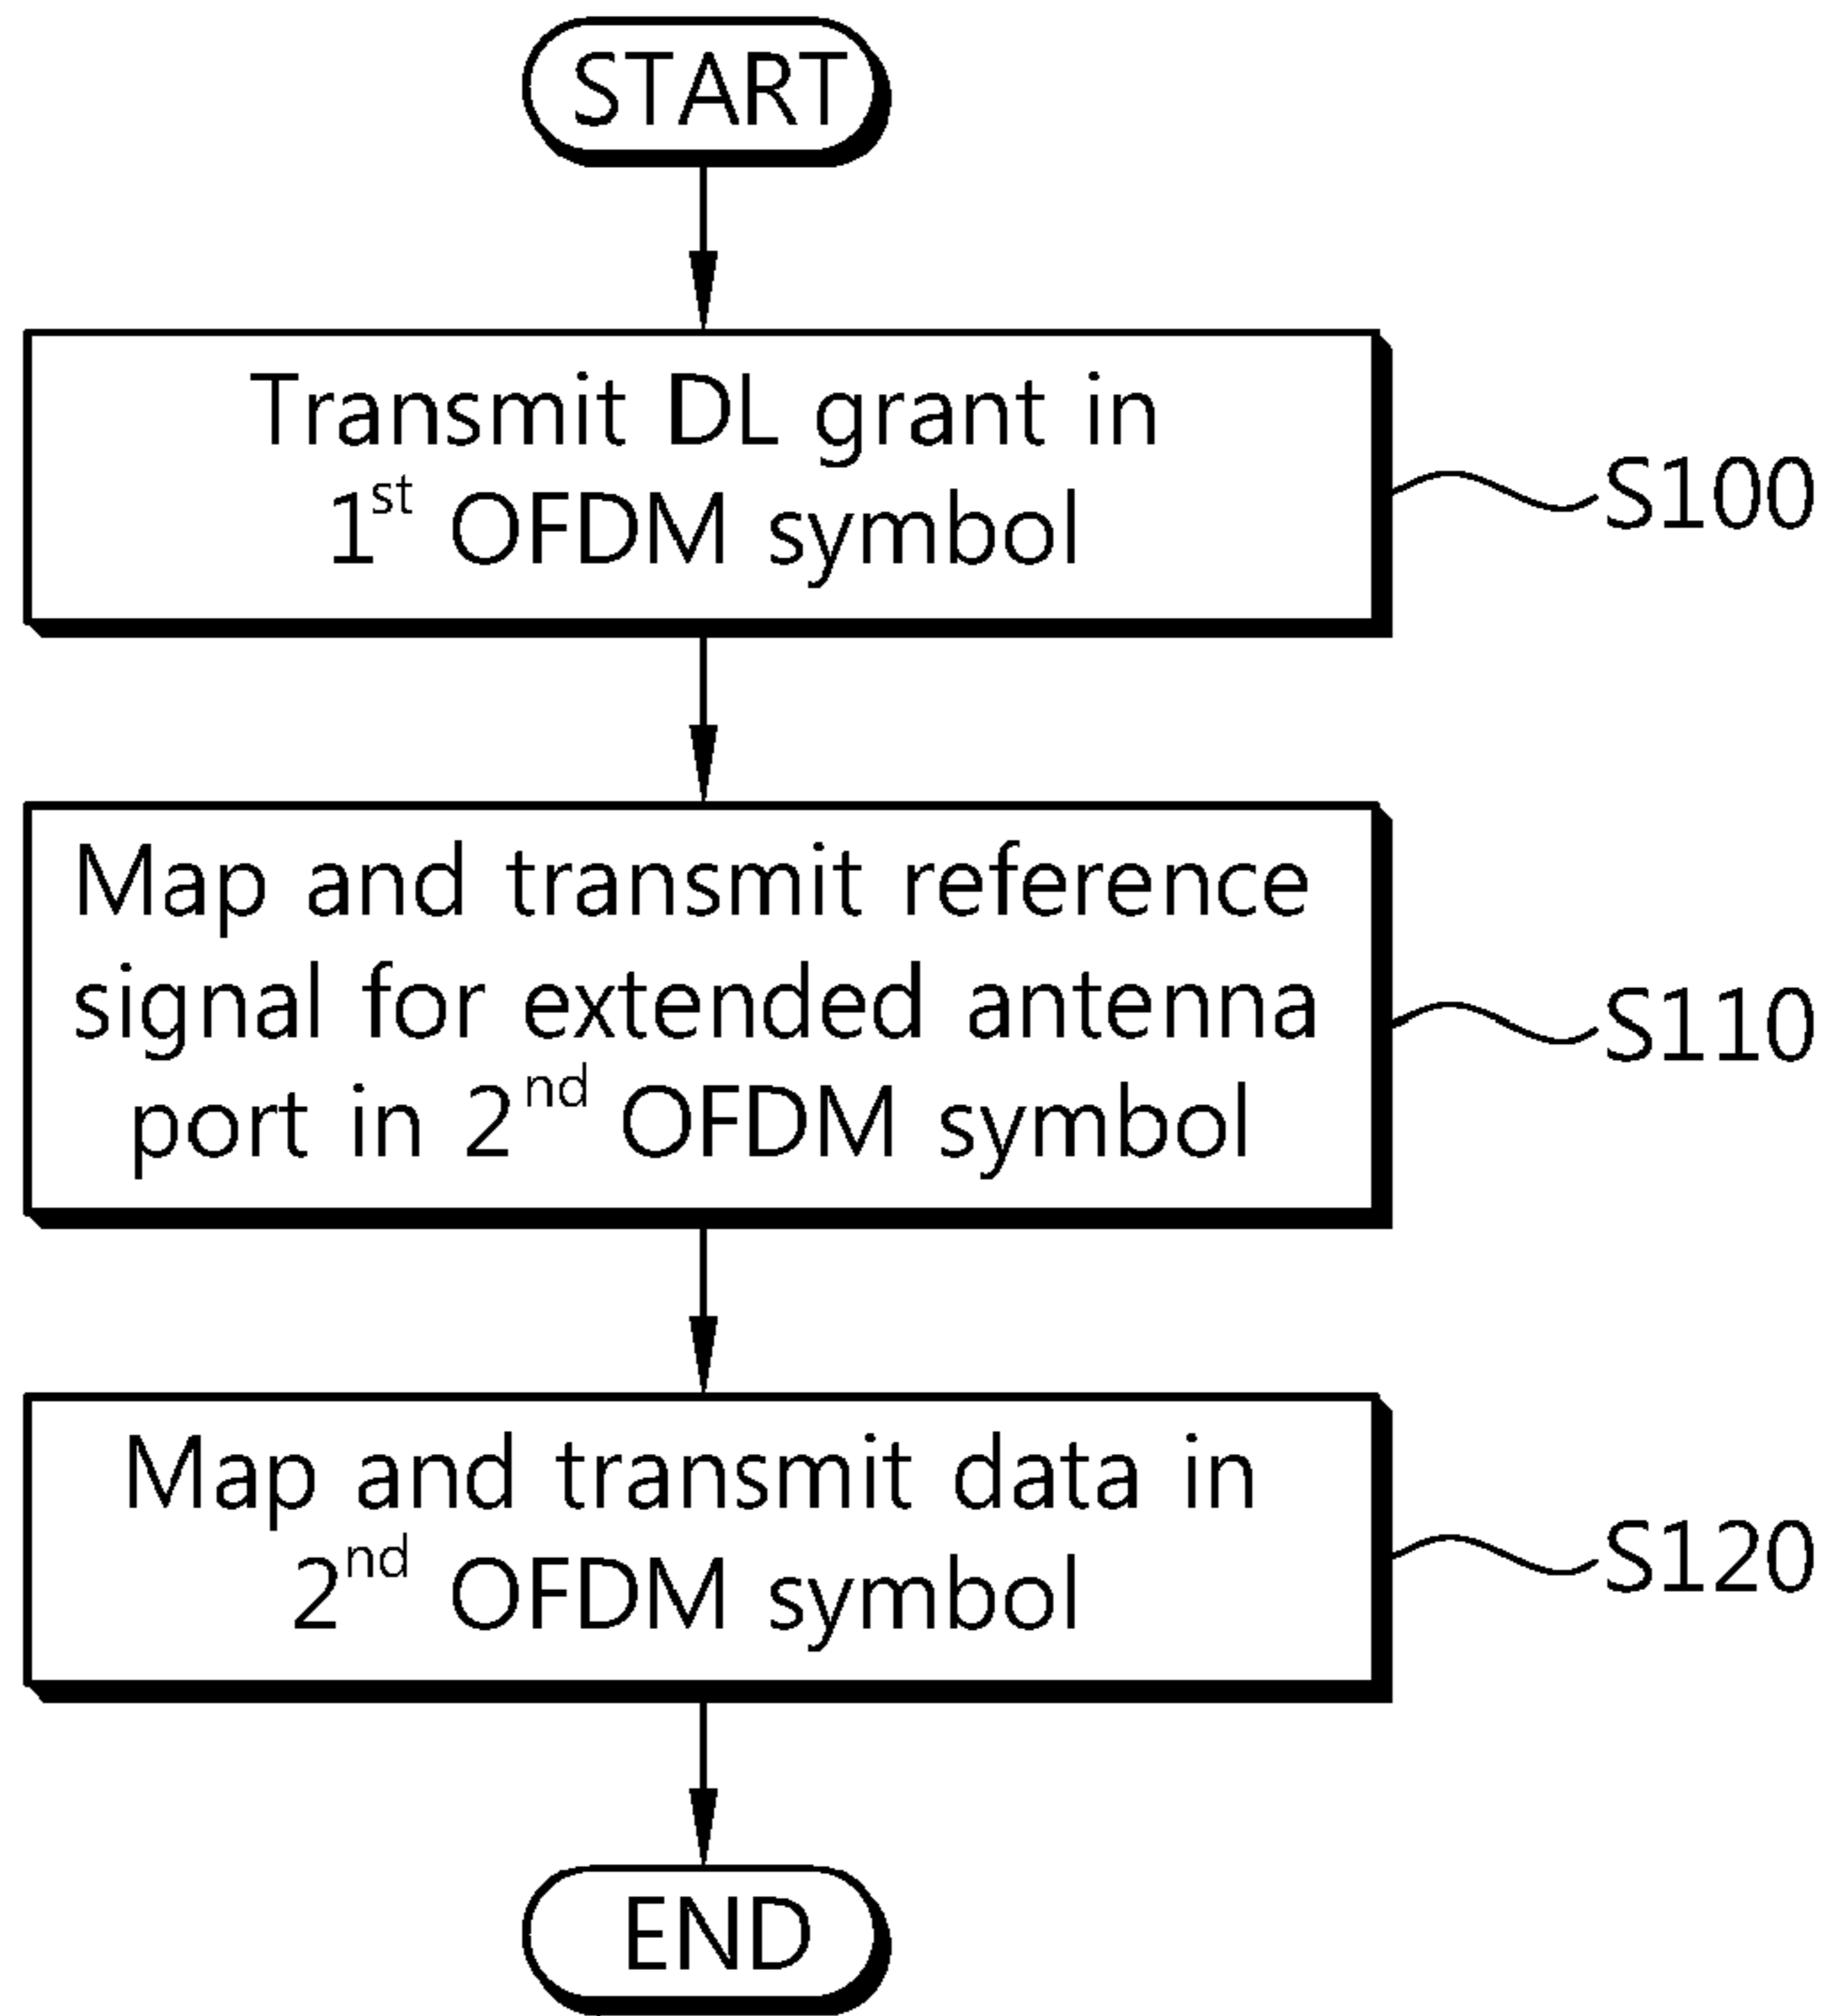 START
Transmit DL grant in
1st OFDM symbol
S100
Map and transmit reference
signal for extended antenna
port in 2nd OFDM symbol
S110
Map and transmit data in
2nd OFDM symbol
S120
END